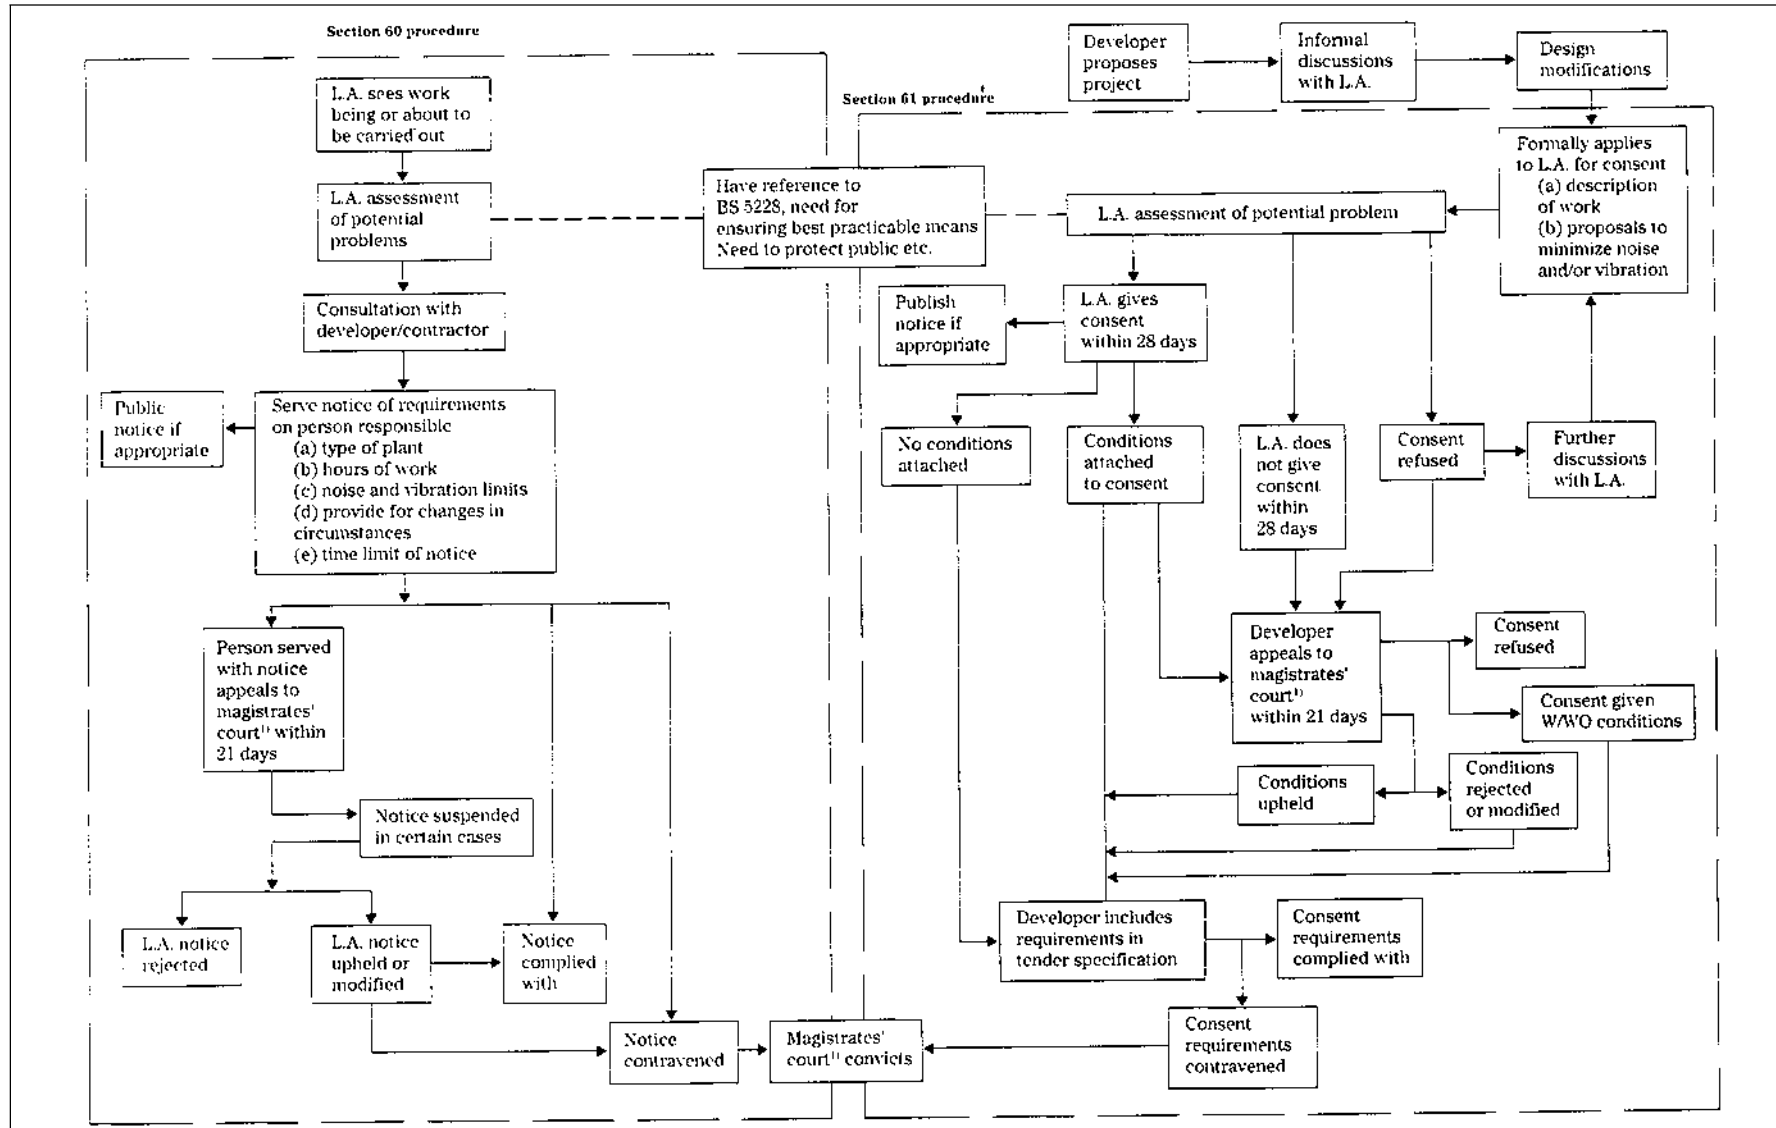 Section 60 procedure
L.A. sees work
being or about to
be carried out
L.A. assessment
of potential
problems
Consultation with
developer/contractor
Public
notice if
appropriate
Serve notice of requirements
on person responsible
(a) type of plant
(b) hours of work
(c) noise and vibration limits
(d) provide for changes in
circumstances
(e) time limit of notice
Person served
with notice
appeals to
magistrates'
court¹⁾ within
21 days
Notice suspended
in certain cases
L.A. notice
rejected
L.A. notice
upheld or
modified
Notice
complied
with
Notice
contravened
Magistrates'
court¹⁾ convicts
Have reference to
BS 5228, need for
ensuring best practicable means
Need to protect public etc.
Section 61 procedure
Developer
proposes
project
Informal
discussions
with L.A.
Design
modifications
Formally applies
to L.A. for consent
(a) description
of work
(b) proposals to
minimize noise
and/or vibration
L.A. assessment of potential problem
Publish
notice if
appropriate
L.A. gives
consent
within 28 days
No conditions
attached
Conditions
attached
to consent
L.A. does
not give
consent
within
28 days
Consent
refused
Further
discussions
with L.A.
Developer
appeals to
magistrates'
court¹⁾
within 21 days
Consent
refused
Consent given
W/WO conditions
Conditions
upheld
Conditions
rejected
or modified
Developer includes
requirements in
tender specification
Consent
requirements
complied with
Consent
requirements
contravened